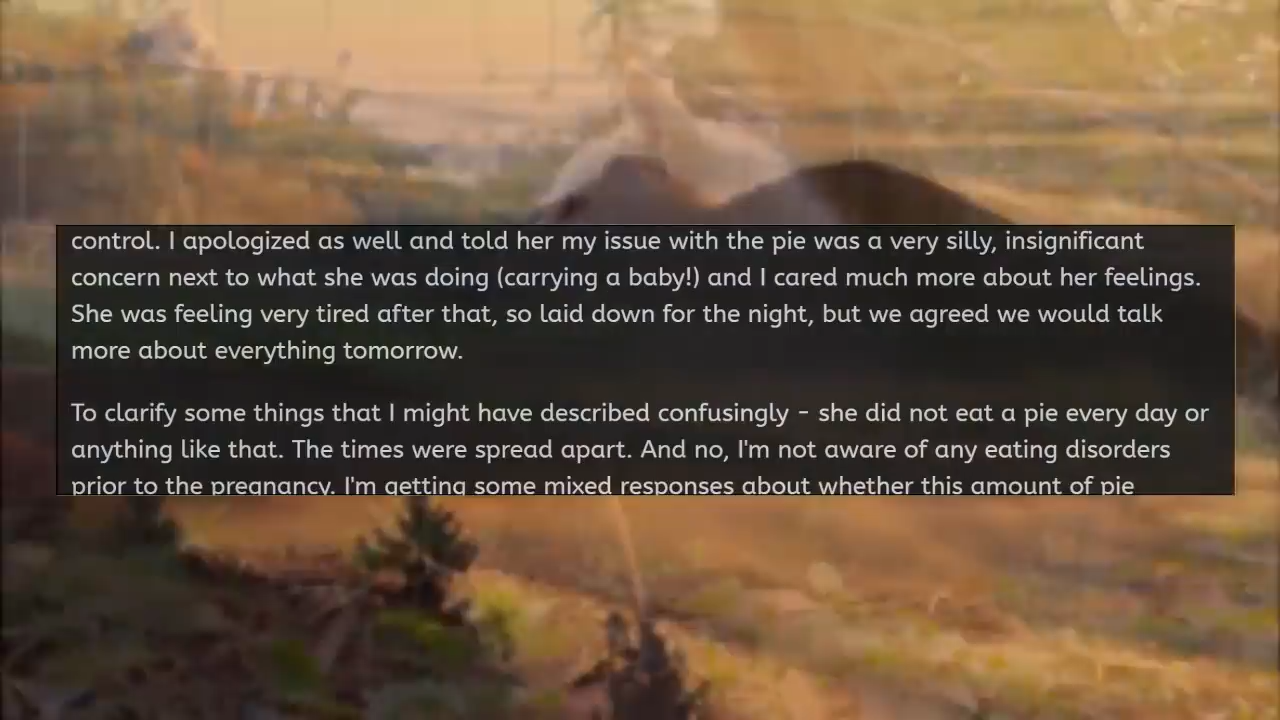 control. I apologized as well and told her my issue with the pie was a very silly, insignificant
concern next to what she was doing (carrying a baby!) and I cared much more about her feelings.
She was feeling very tired after that, so laid down for the night, but we agreed we would talk
more about everything tomorrow.
To clarify some things that I might have described confusingly - she did not eat a pie every day or
anything like that. The times were spread apart. And no, I'm not aware of any eating disorders
prior to the pregnancy. I'm getting some mixed responses about whether this amount of pie